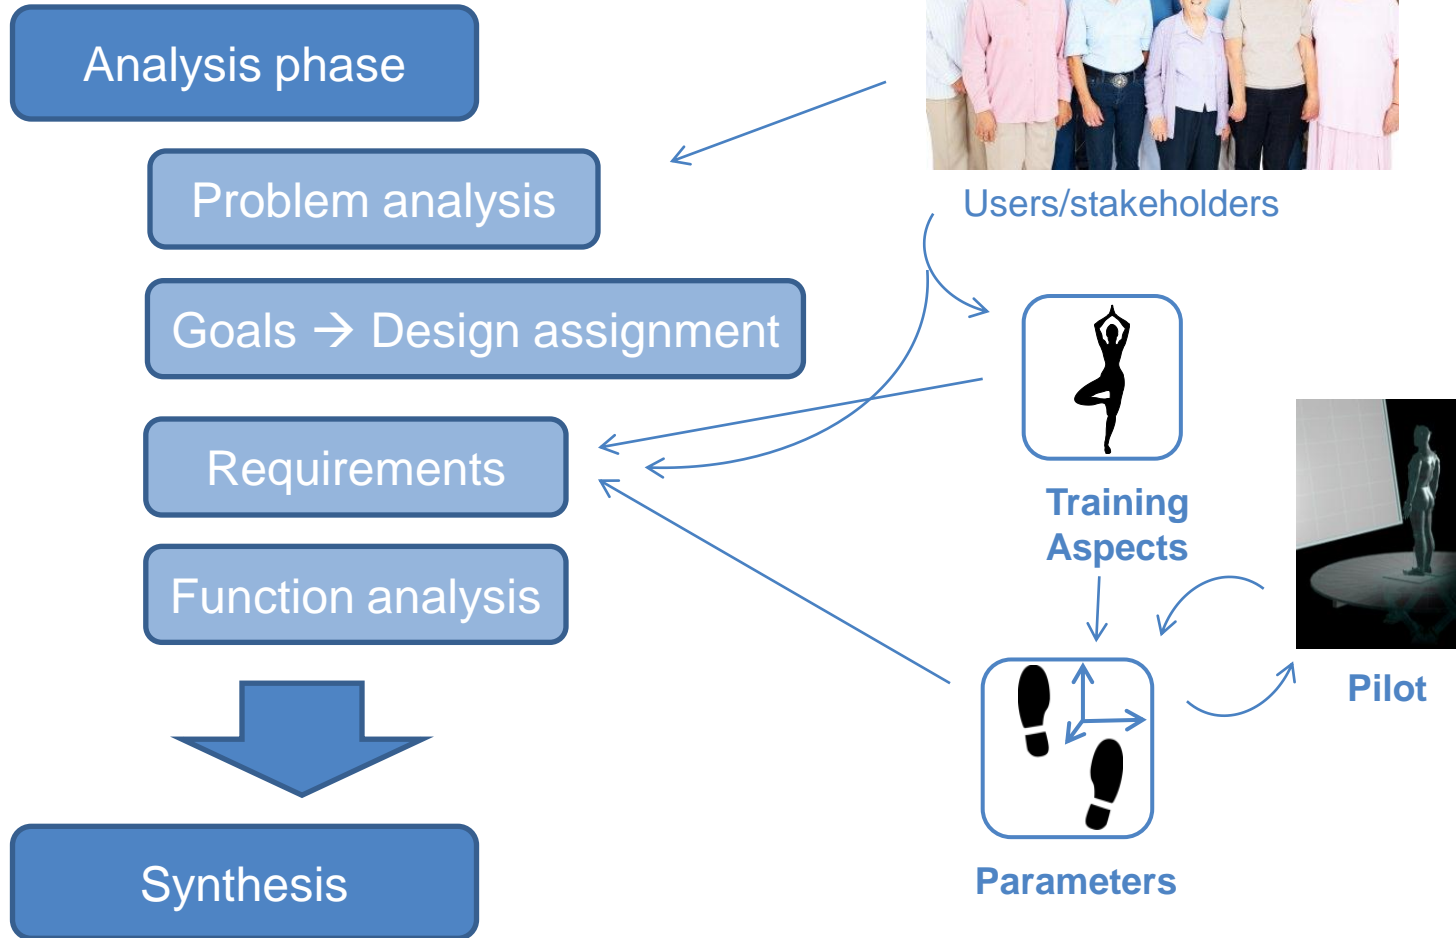 Analysis phase
Problem analysis
Users/stakeholders
Goals → Design assignment
Requirements
Training
Aspects
Function analysis
Pilot
Parameters
Synthesis